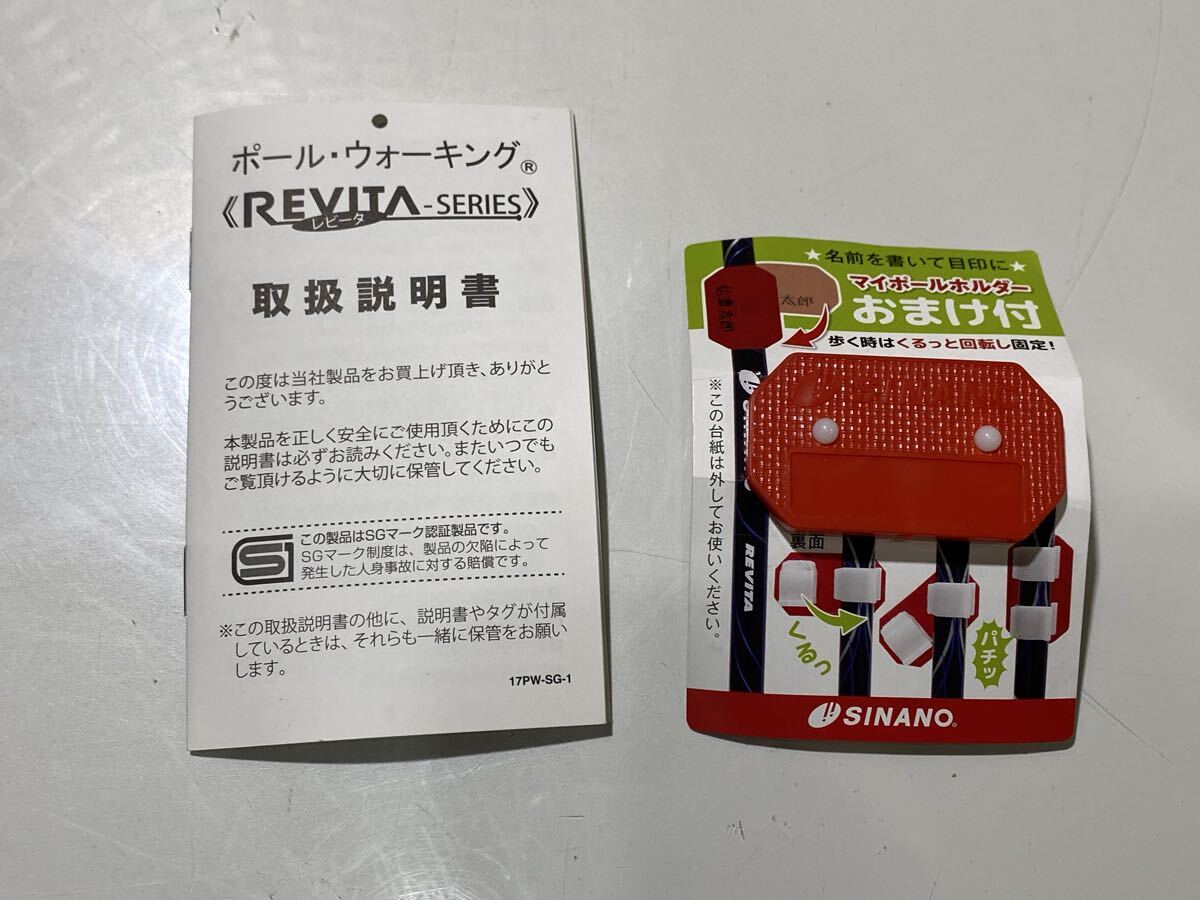 ポール・ウォーキング®
《REVITA-SERIES》
レビータ
取扱説明書
この度は当社製品をお買上げ頂き、ありがと
うございます。
本製品を正しく安全にご使用頂くためにこの
説明書は必ずお読みください。またいつでも
ご覧頂けるように大切に保管してください。
この製品はSGマーク認証製品です。
SGマーク制度は、製品の欠陥によって
発生した人身事故に対する賠償です。
※この取扱説明書の他に、説明書やタグが付属
しているときは、それらも一緒に保管をお願い
します。
17PW-SG-1
★名前を書いて目印に★
マイポールホルダー
おまけ付
歩く時はくるっと回転し固定!
※この台紙は外してお使いください。
SINANO
裏面
REVITA
くるっ
パチッ
SINANO